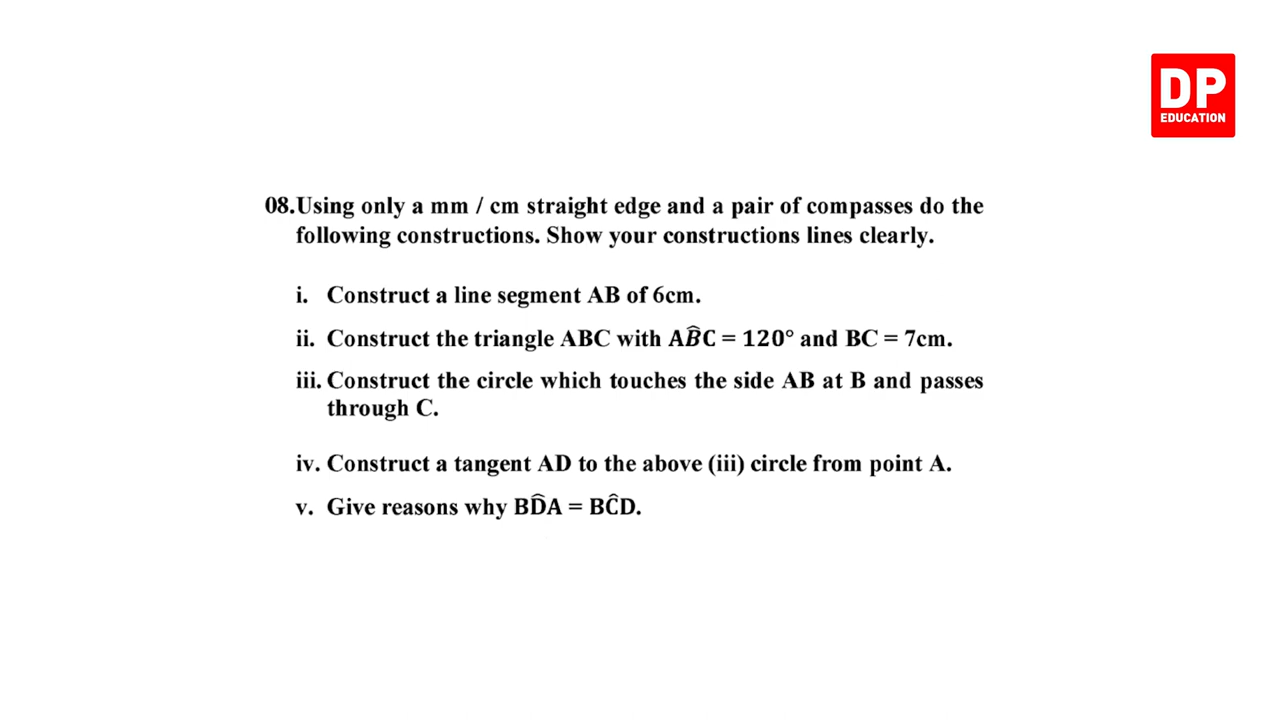 DP
EDUCATION
08.Using only a mm / cm straight edge and a pair of compasses do the
following constructions. Show your constructions lines clearly.
i. Construct a line segment AB of 6cm.
ii. Construct the triangle ABC with AB̂C = 120° and BC = 7cm.
iii. Construct the circle which touches the side AB at B and passes
through C.
iv. Construct a tangent AD to the above (iii) circle from point A.
v. Give reasons why BD̂A = BĈD.